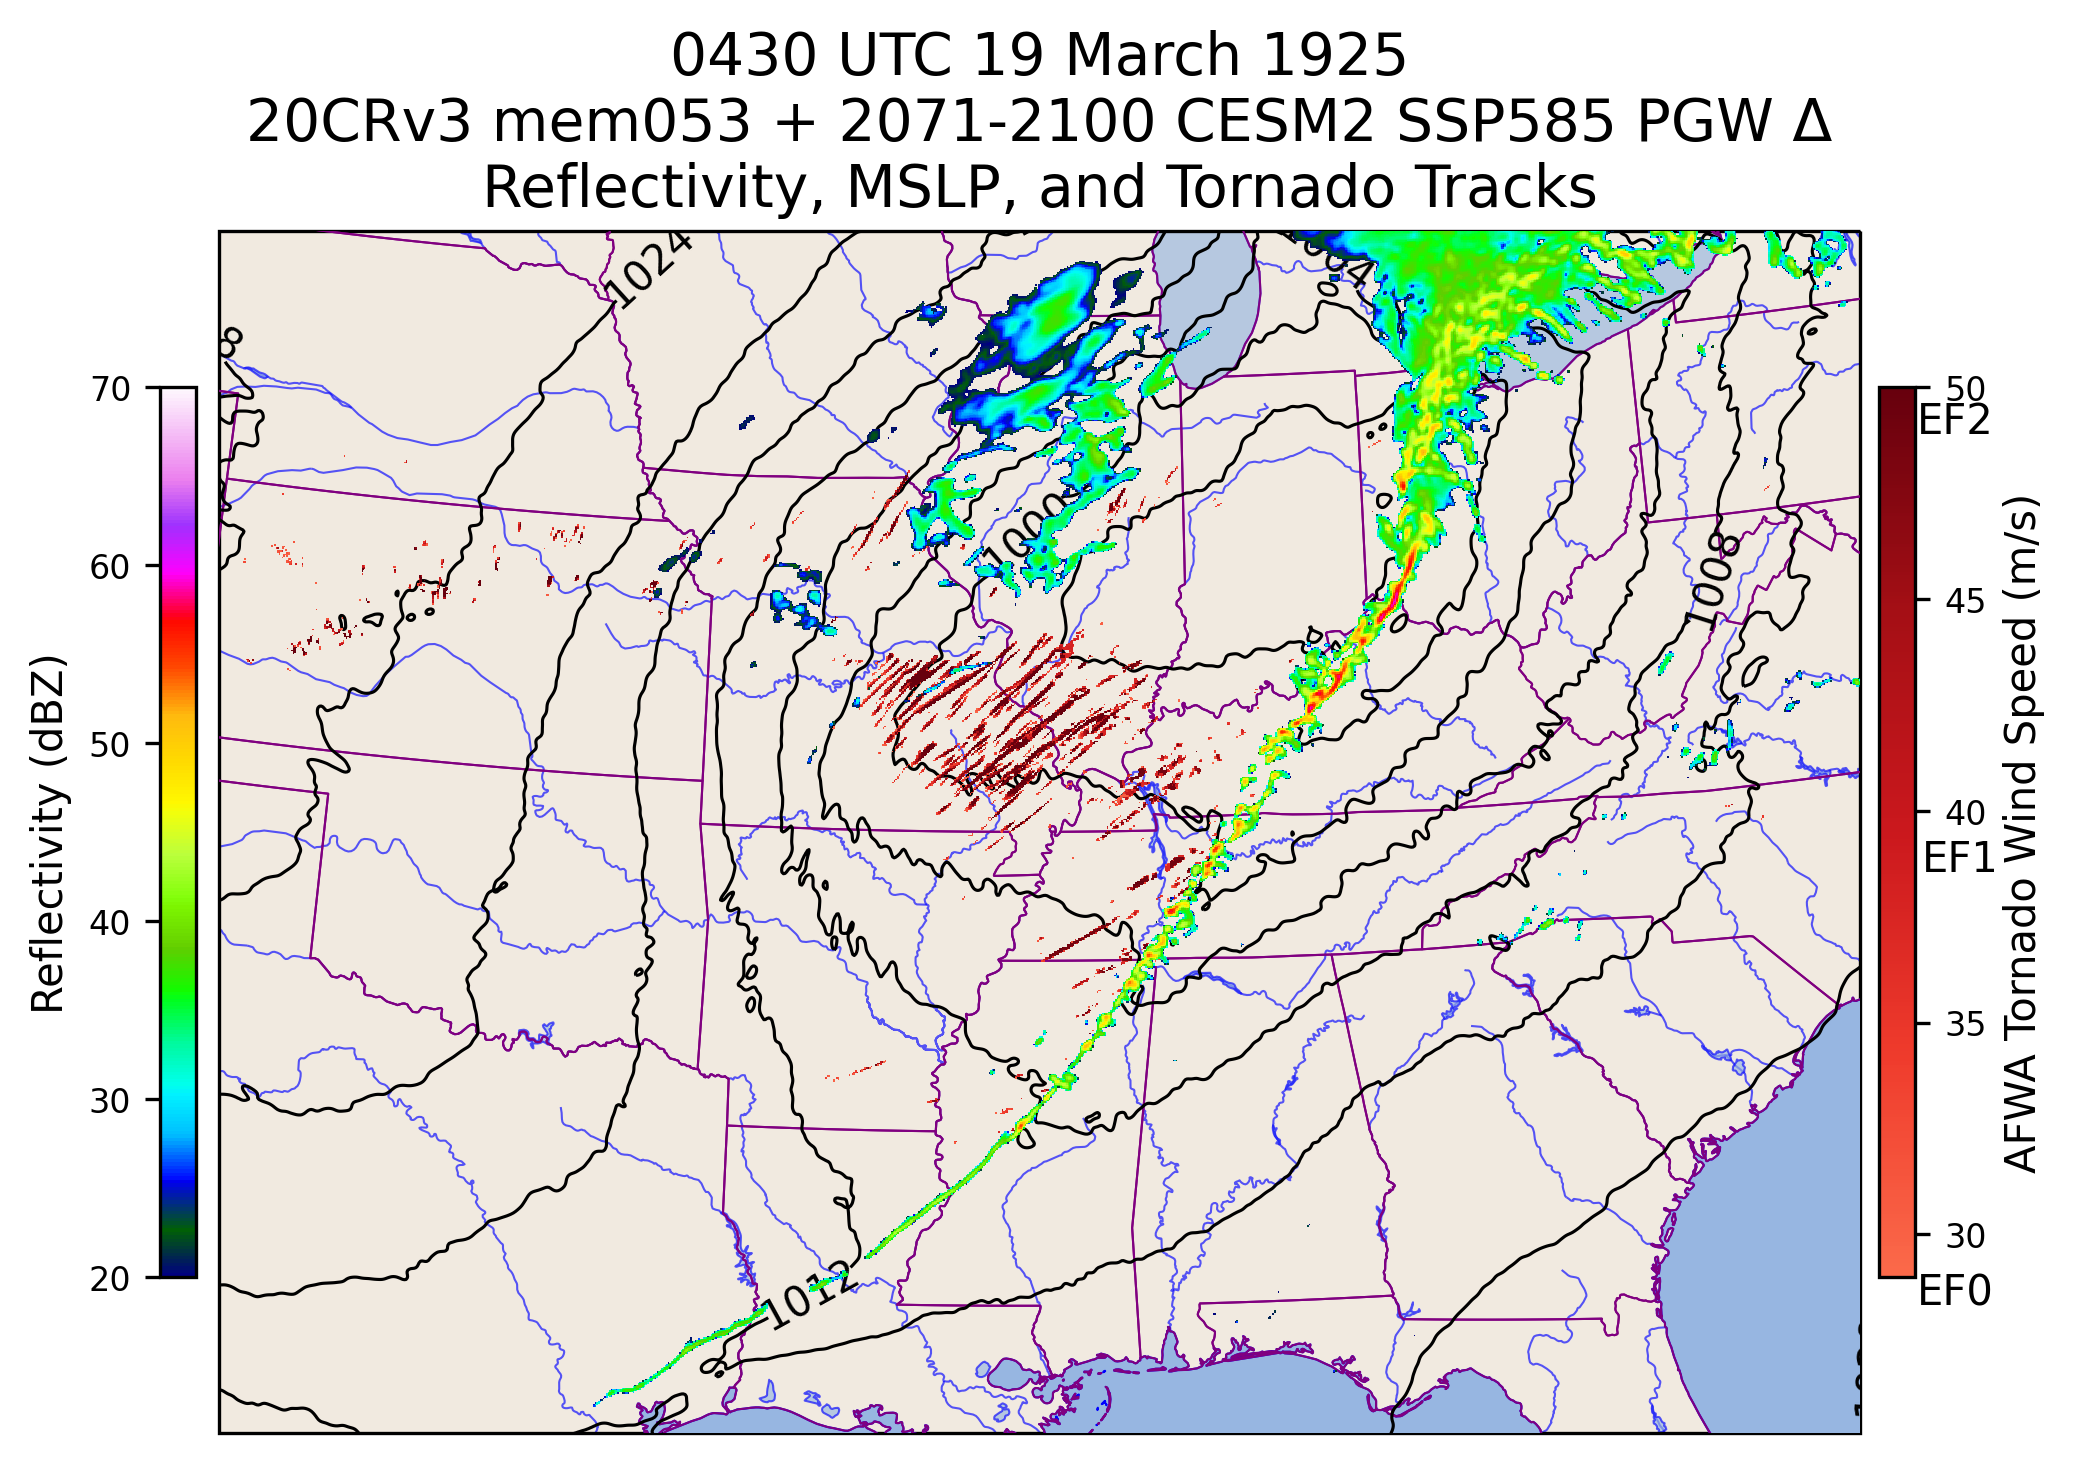 0430 UTC 19 March 1925
20CRv3 mem053 + 2071-2100 CESM2 SSP585 PGW Δ
Reflectivity, MSLP, and Tornado Tracks
1024
8
1000
1008
1012
Reflectivity (dBZ)
70
60
50
40
30
20
50
EF2
45
40
EF1
35
30
EF0
AFWA Tornado Wind Speed (m/s)